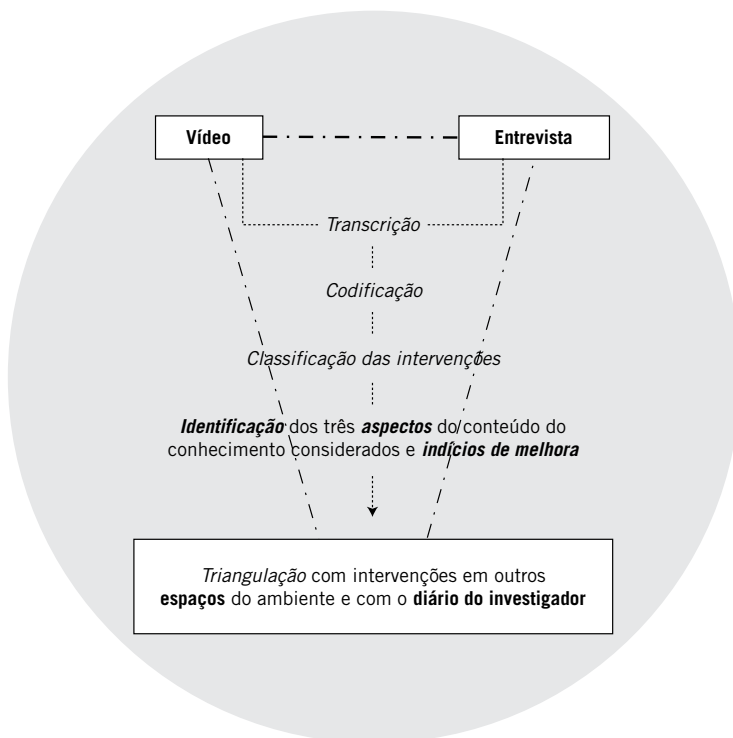 Vídeo
Entrevista
Transcrição
Codificação
Classificação das intervenções
Identificação dos três aspectos do conteúdo do
conhecimento considerados e indícios de melhora
Triangulação com intervenções em outros
espaços do ambiente e com o diário do investigador